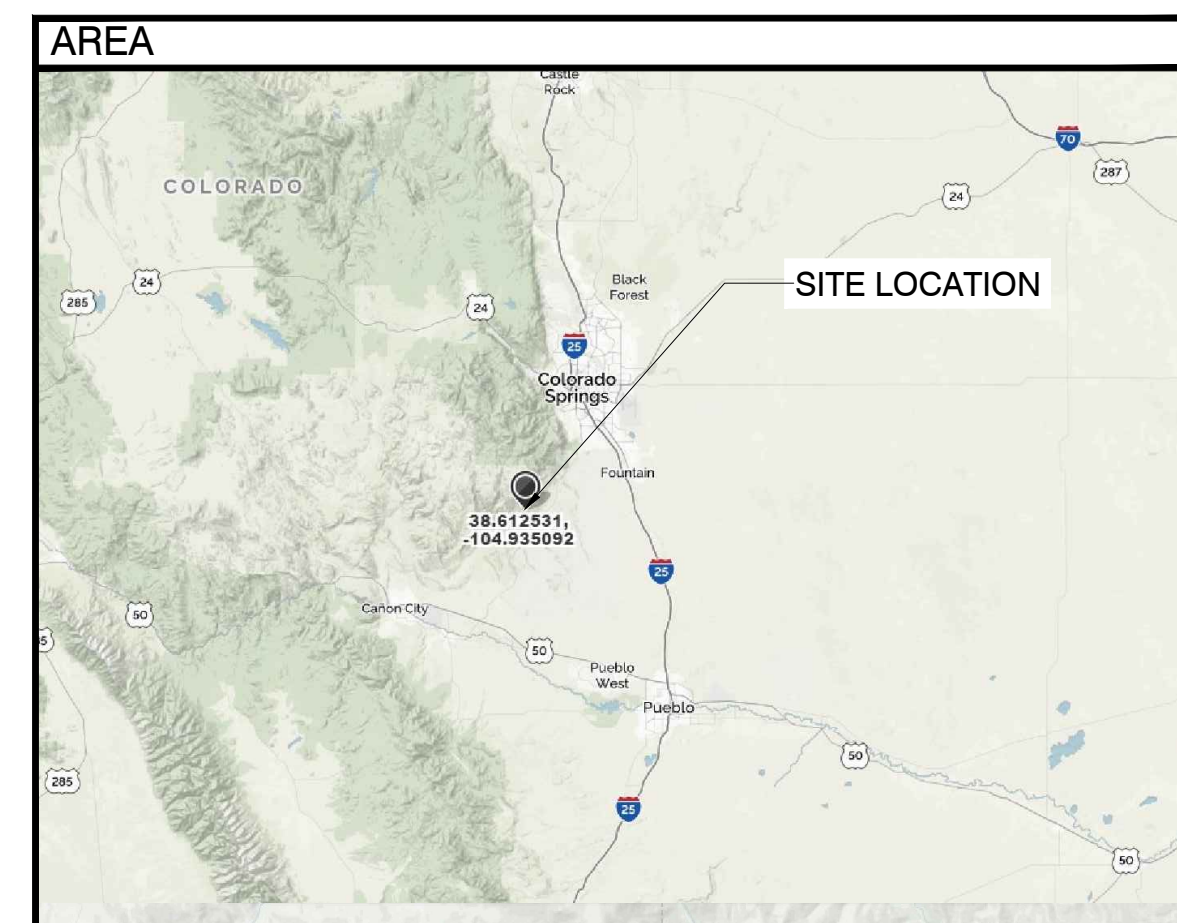 AREA
Castle
Rock
70
287
COLORADO
24
24
285
24
Black
Forest
SITE LOCATION
25
Colorado
Springs
Fountain
38.612531,
-104.935092
25
Cañon City
50
50
Pueblo
West
Pueblo
50
285
25
50